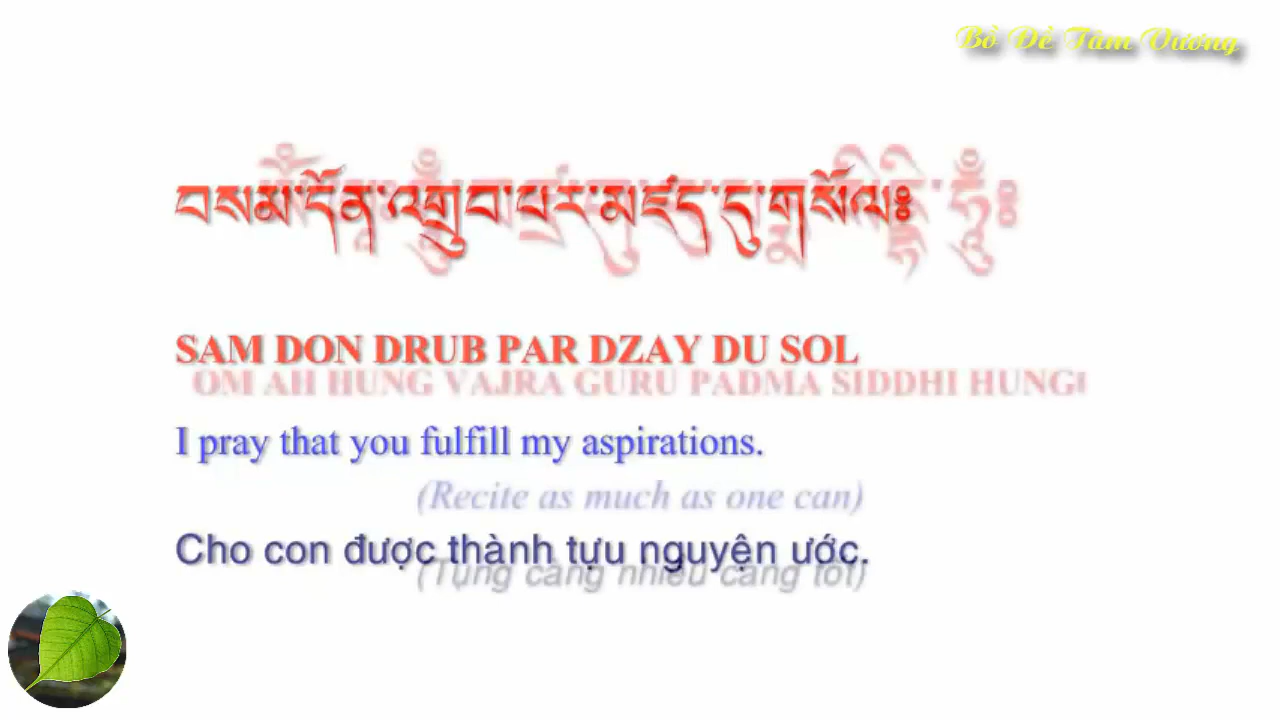 Bồ Đề Tâm Vương
བསམ་དོན་འགྲུབ་པར་མཛད་དུ་གསོལ༔
SAM DON DRUB PAR DZAY DU SOL
OM AH HUNG VAJRA GURU PADMA SIDDHI HUNG
I pray that you fulfill my aspirations.
(Recite as much as one can)
Cho con được thành tựu nguyện ước.
(Tụng càng nhiều càng tốt)